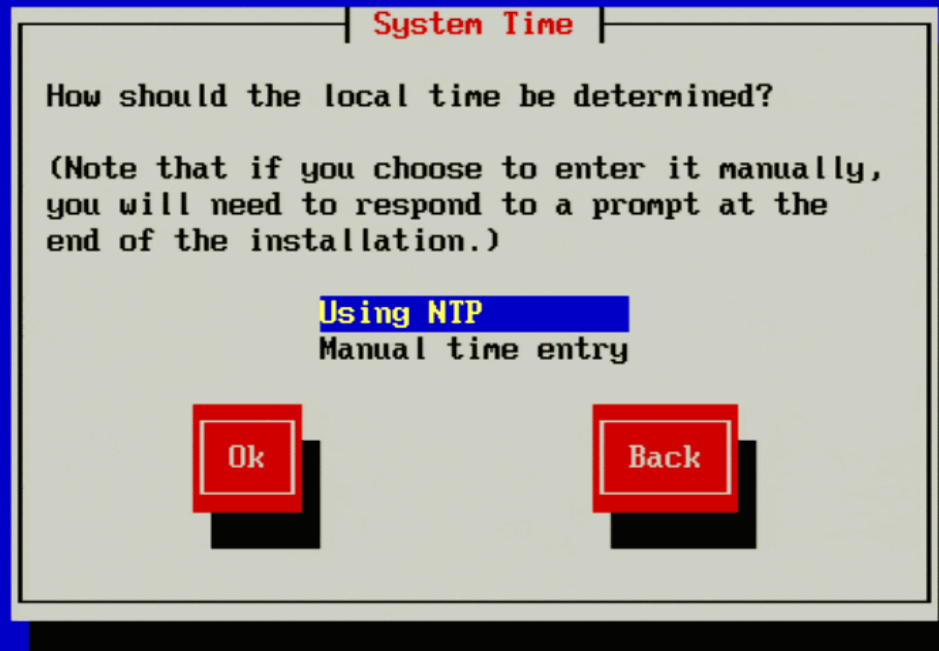 System Time
How should the local time be determined?
(Note that if you choose to enter it manually,
you will need to respond to a prompt at the
end of the installation.)
Using NTP
Manual time entry
Ok Back